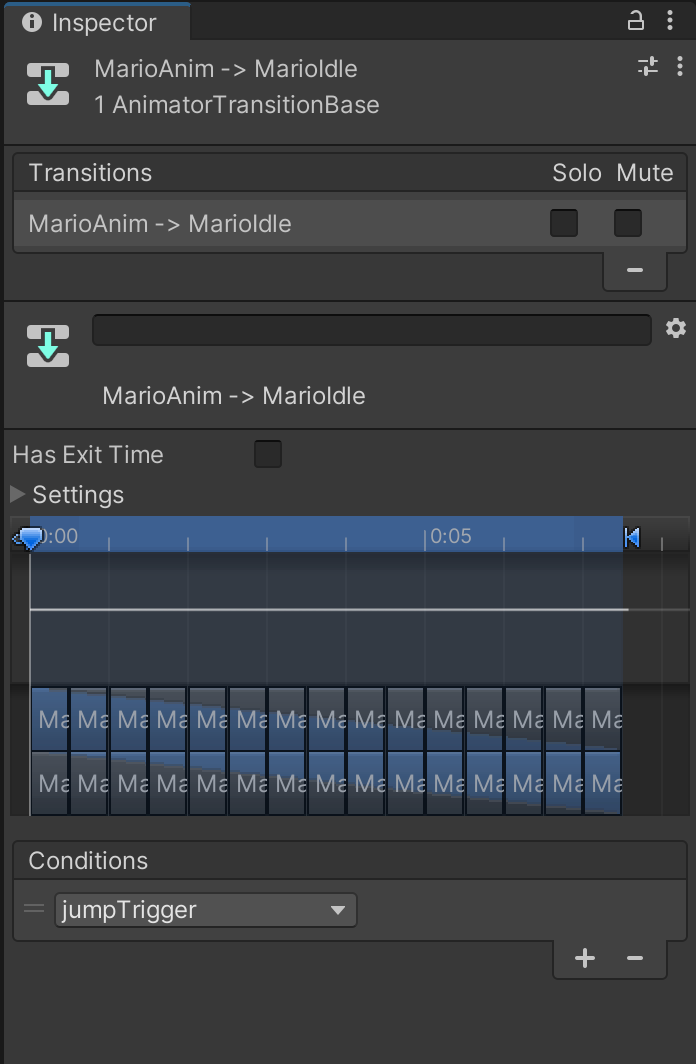 Inspector
MarioAnim -> MarioIdle
1 AnimatorTransitionBase
Transitions Solo Mute
MarioAnim -> MarioIdle
MarioAnim -> MarioIdle
Has Exit Time
Settings
0:00 0:05
Ma Ma Ma Ma Ma Ma Ma Ma Ma Ma Ma Ma Ma Ma Ma
Ma Ma Ma Ma Ma Ma Ma Ma Ma Ma Ma Ma Ma Ma Ma
Conditions
jumpTrigger